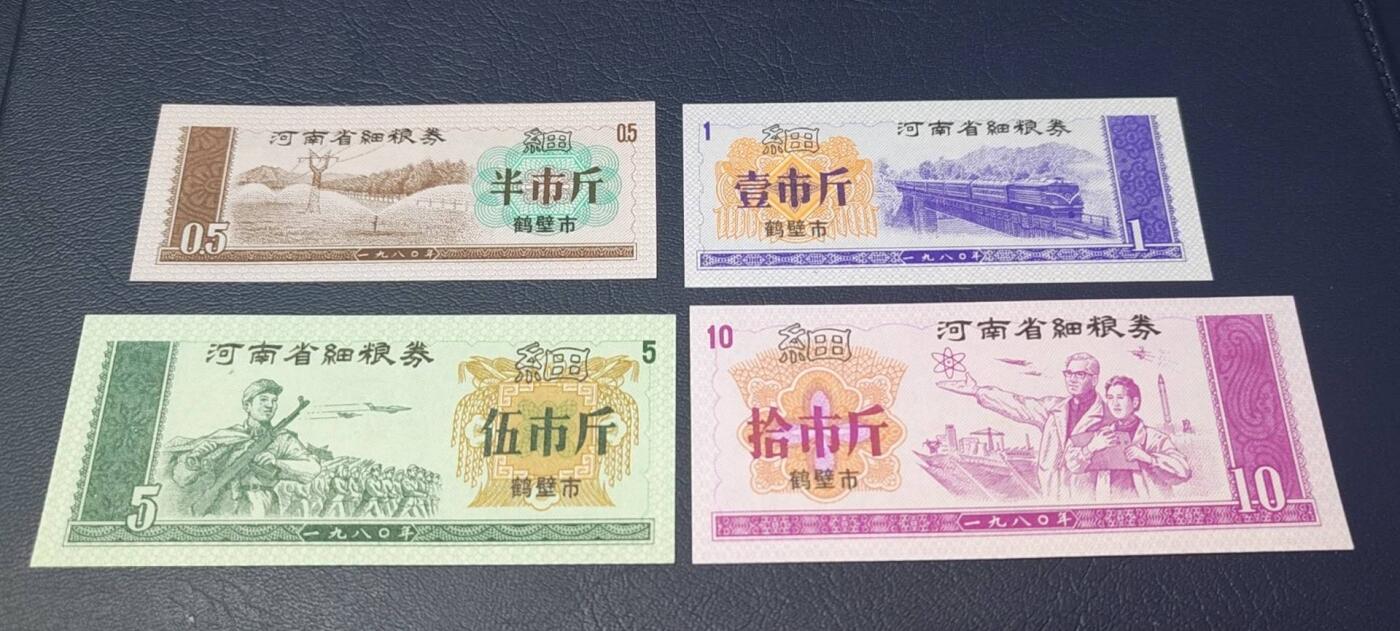 河南省細粮券
細
05
半市斤
鹤壁市
0.5
一九八〇年
1
細
河南省細粮券
壹市斤
鹤壁市
1
一九八〇年
河南省細粮券
細
5
伍市斤
鹤壁市
5
一九八〇年
10
細
河南省細粮券
拾市斤
鹤壁市
10
一九八〇年